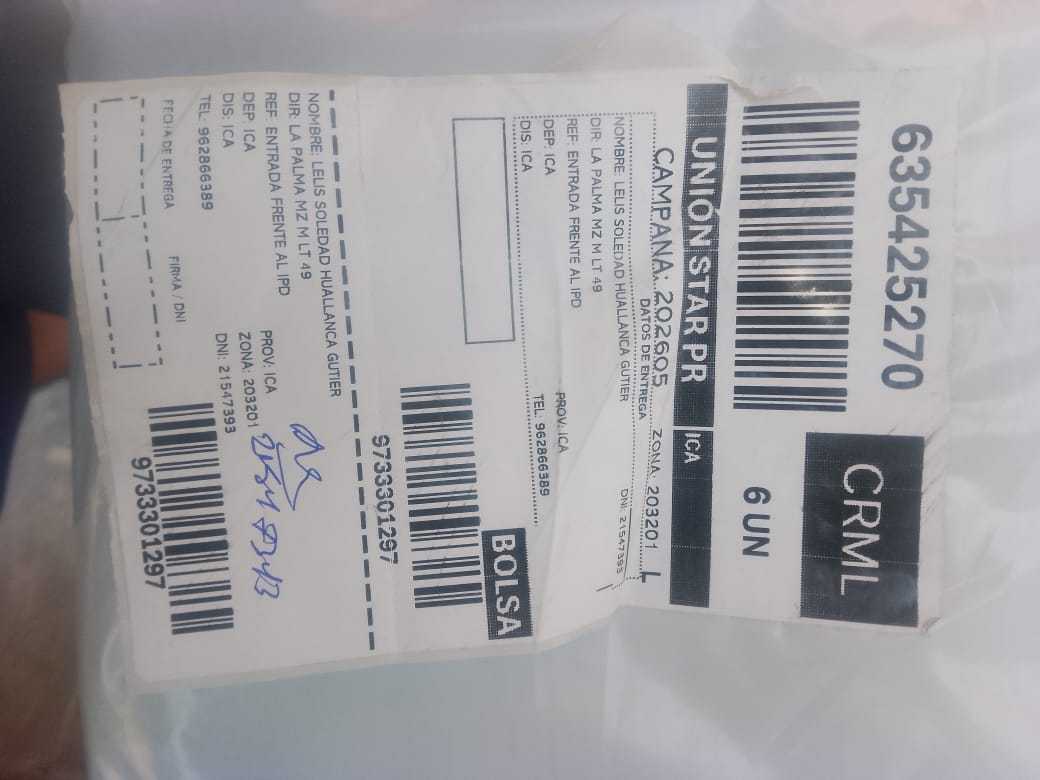 635425270
CRML
6 UN
UNIÓN STAR PR ICA
CAMPANA: 202605 ZONA: 203201
DATOS DE ENTREGA
NOMBRE: LELIS SOLEDAD HUALLANCA GUTIER DNI: 21547393
DIR: LA PALMA MZ M LT 49
REF: ENTRADA FRENTE AL IPD
DEP: ICA PROV: ICA
DIS: ICA TEL: 962866389
BOLSA
9733301297
NOMBRE: LELIS SOLEDAD HUALLANCA GUTIER
DIR: LA PALMA MZ M LT 49
REF: ENTRADA FRENTE AL IPD
DEP: ICA PROV: ICA
DIS: ICA ZONA: 203201
TEL: 962866389 DNI: 21547393
FECHA DE ENTREGA FIRMA / DNI
9733301297